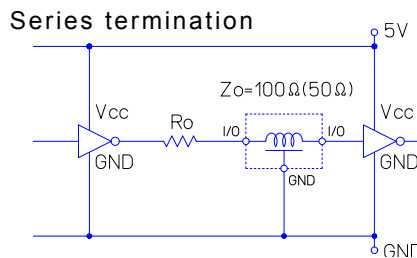 Series termination
5V
Zo=100Ω(50Ω)
Vcc
Ro
I/O
I/O
Vcc
GND
GND
GND
GND